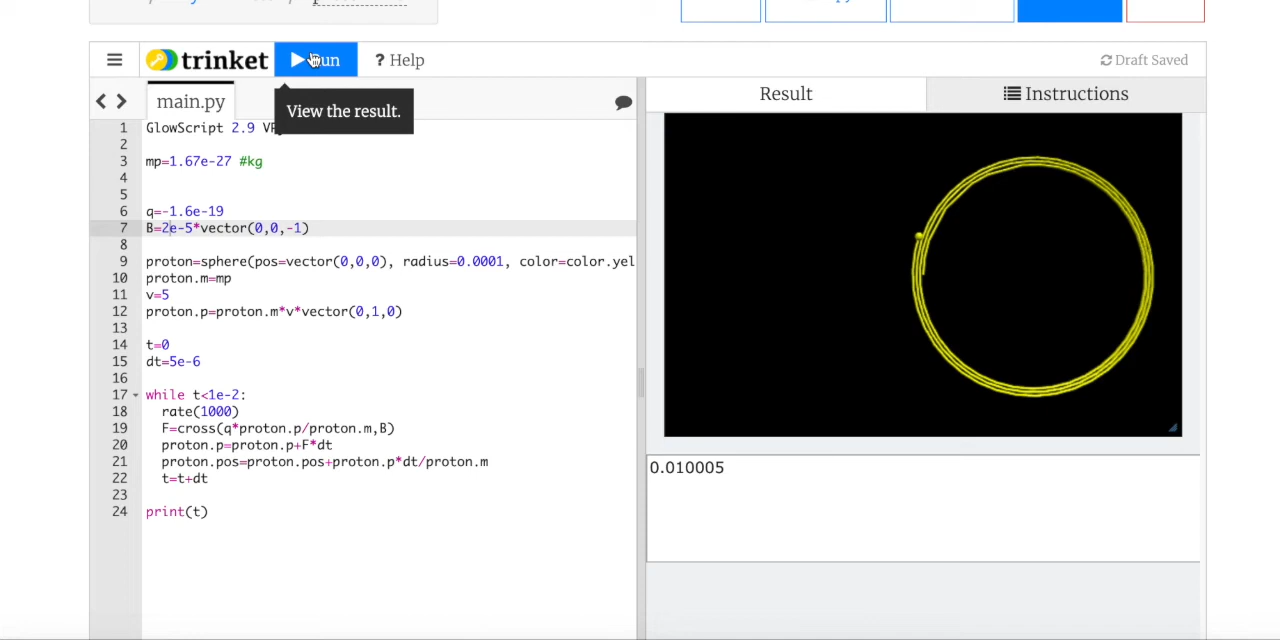 trinket
Run
? Help
Draft Saved
main.py
View the result.
Result
Instructions
1 GlowScript 2.9
2
3 mp=1.67e-27 #kg
4
5
6 q=-1.6e-19
7 B=2e-5*vector(0,0,-1)
8
9 proton=sphere(pos=vector(0,0,0), radius=0.0001, color=color.yel
10 proton.m=mp
11 v=5
12 proton.p=proton.m*v*vector(0,1,0)
13
14 t=0
15 dt=5e-6
16
17 while t<1e-2:
18 rate(1000)
19 F=cross(q*proton.p/proton.m,B)
20 proton.p=proton.p+F*dt
21 proton.pos=proton.pos+proton.p*dt/proton.m
22 t=t+dt
23
24 print(t)
0.010005